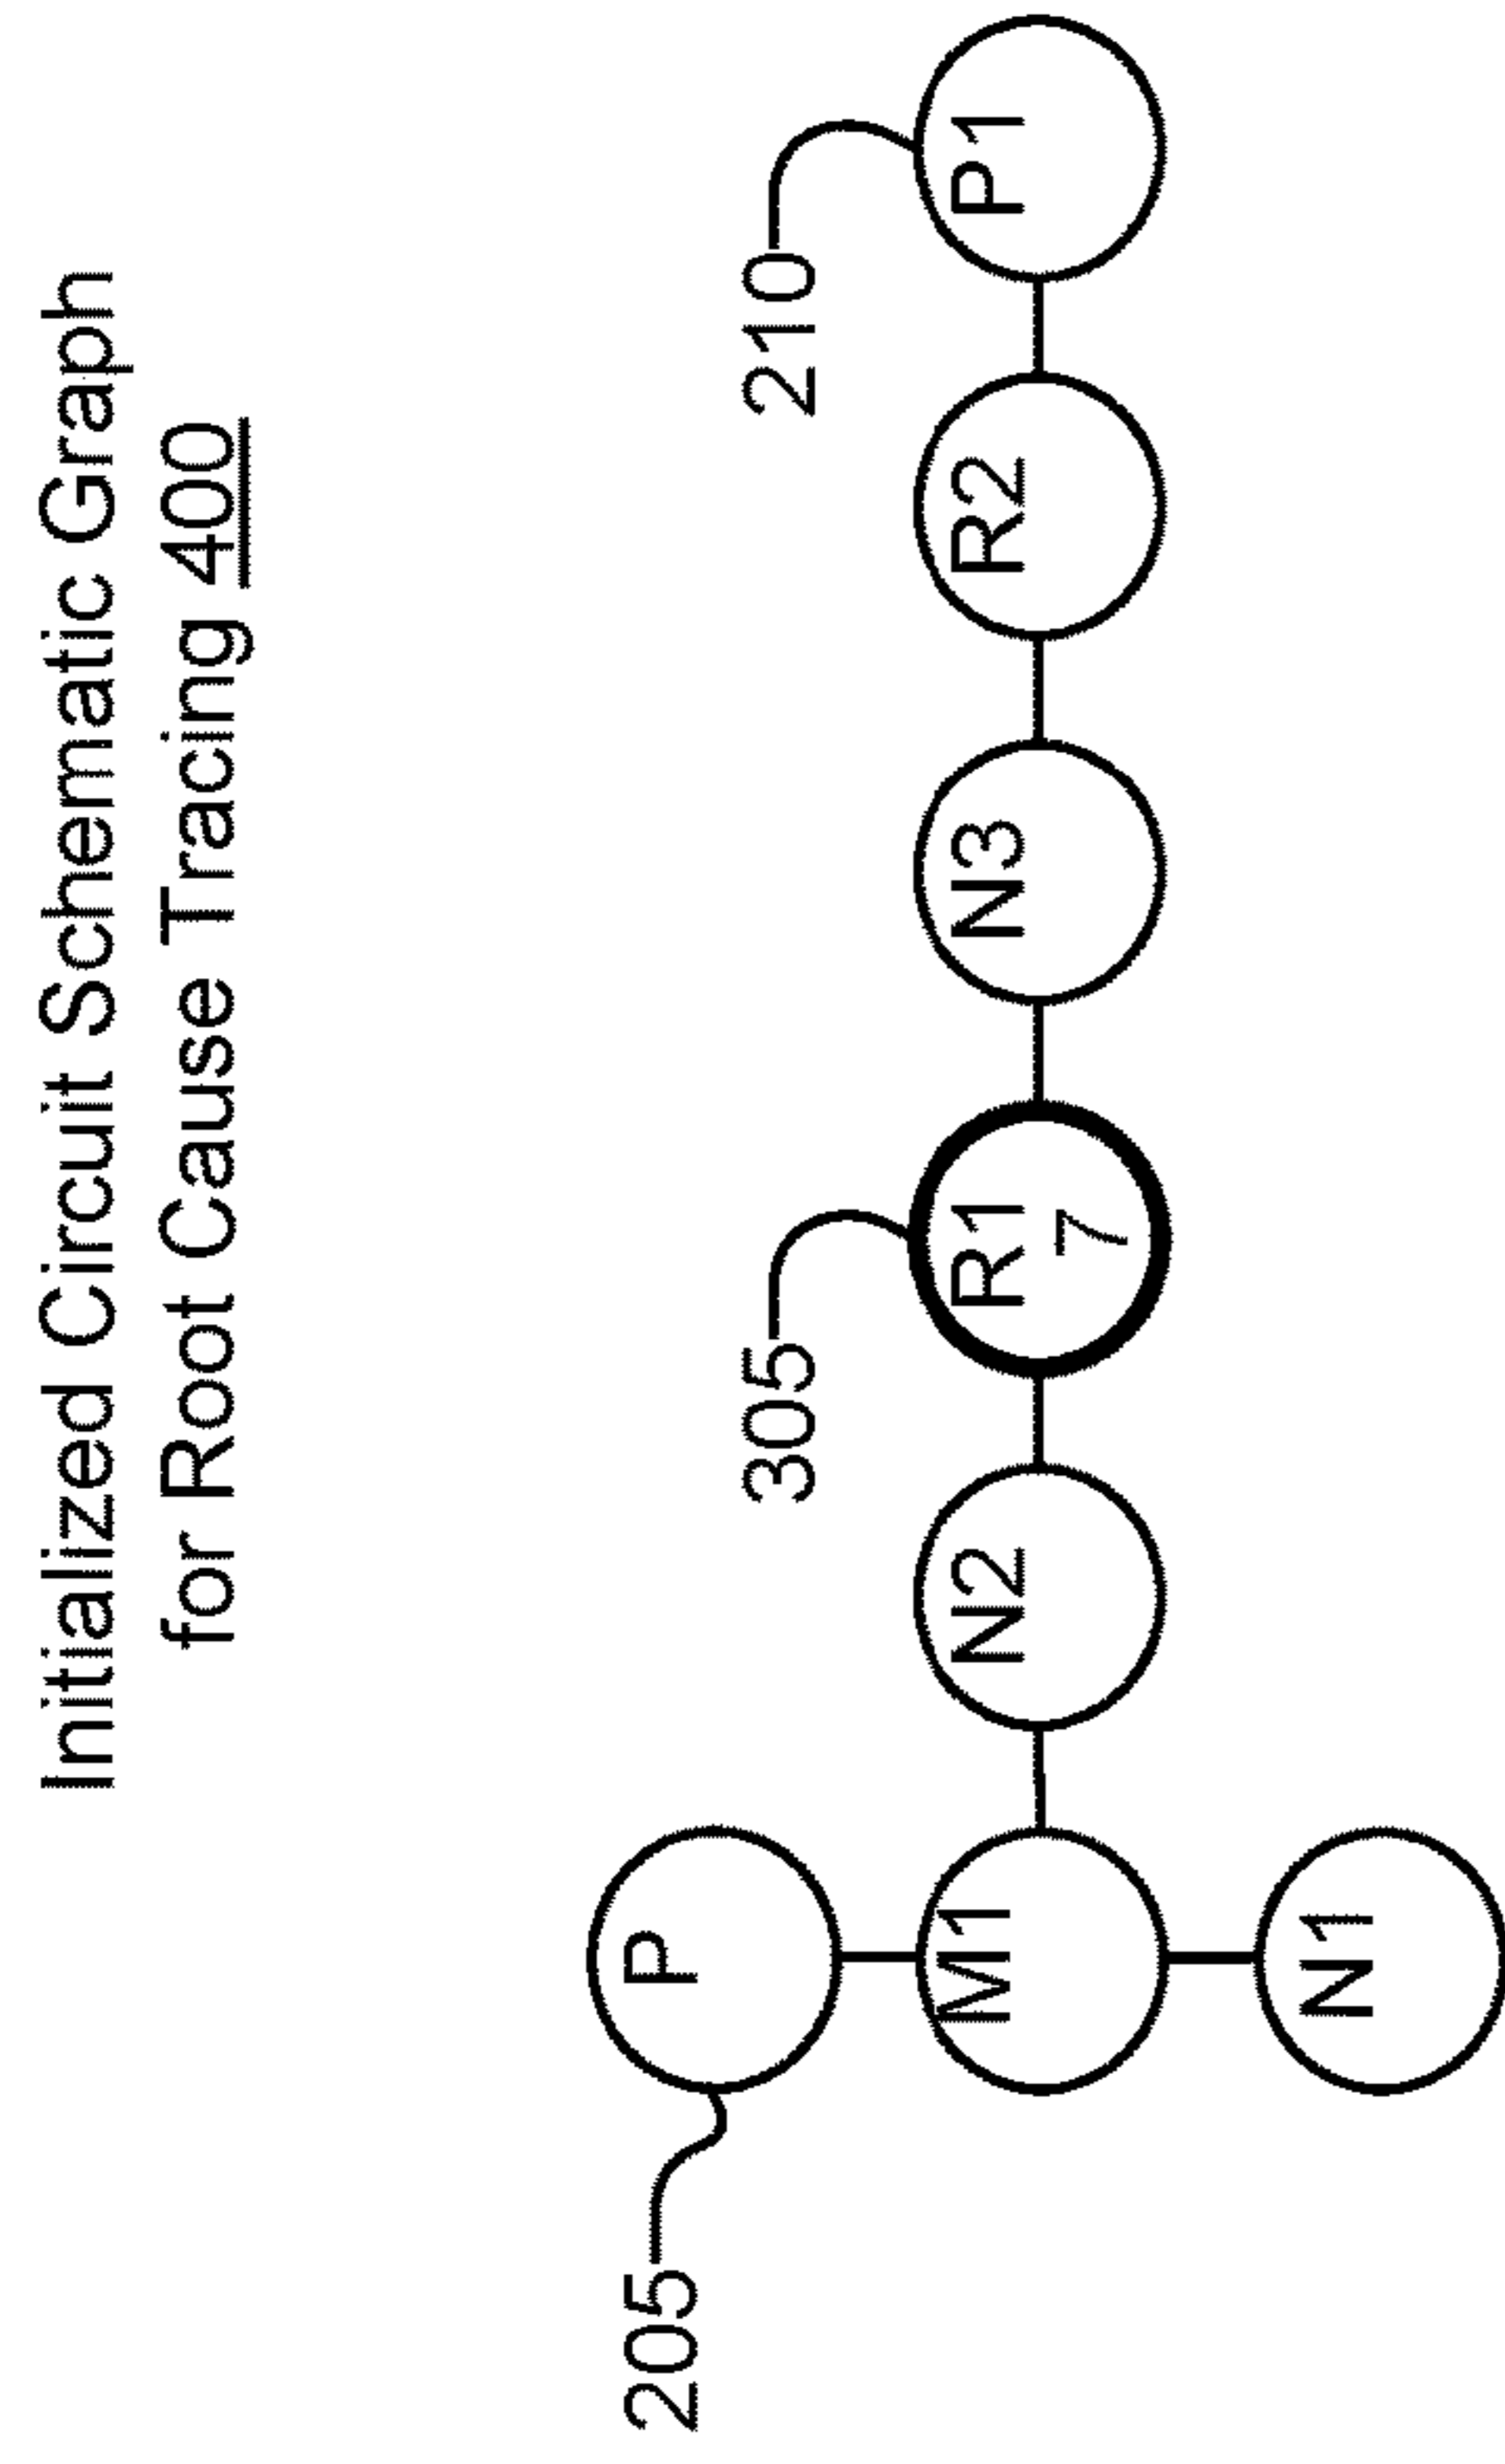 Initialized Circuit Schematic Graph
for Root Cause Tracing 400
205
P
M1
N1
N2
305
R1
7
N3
R2
210
P1